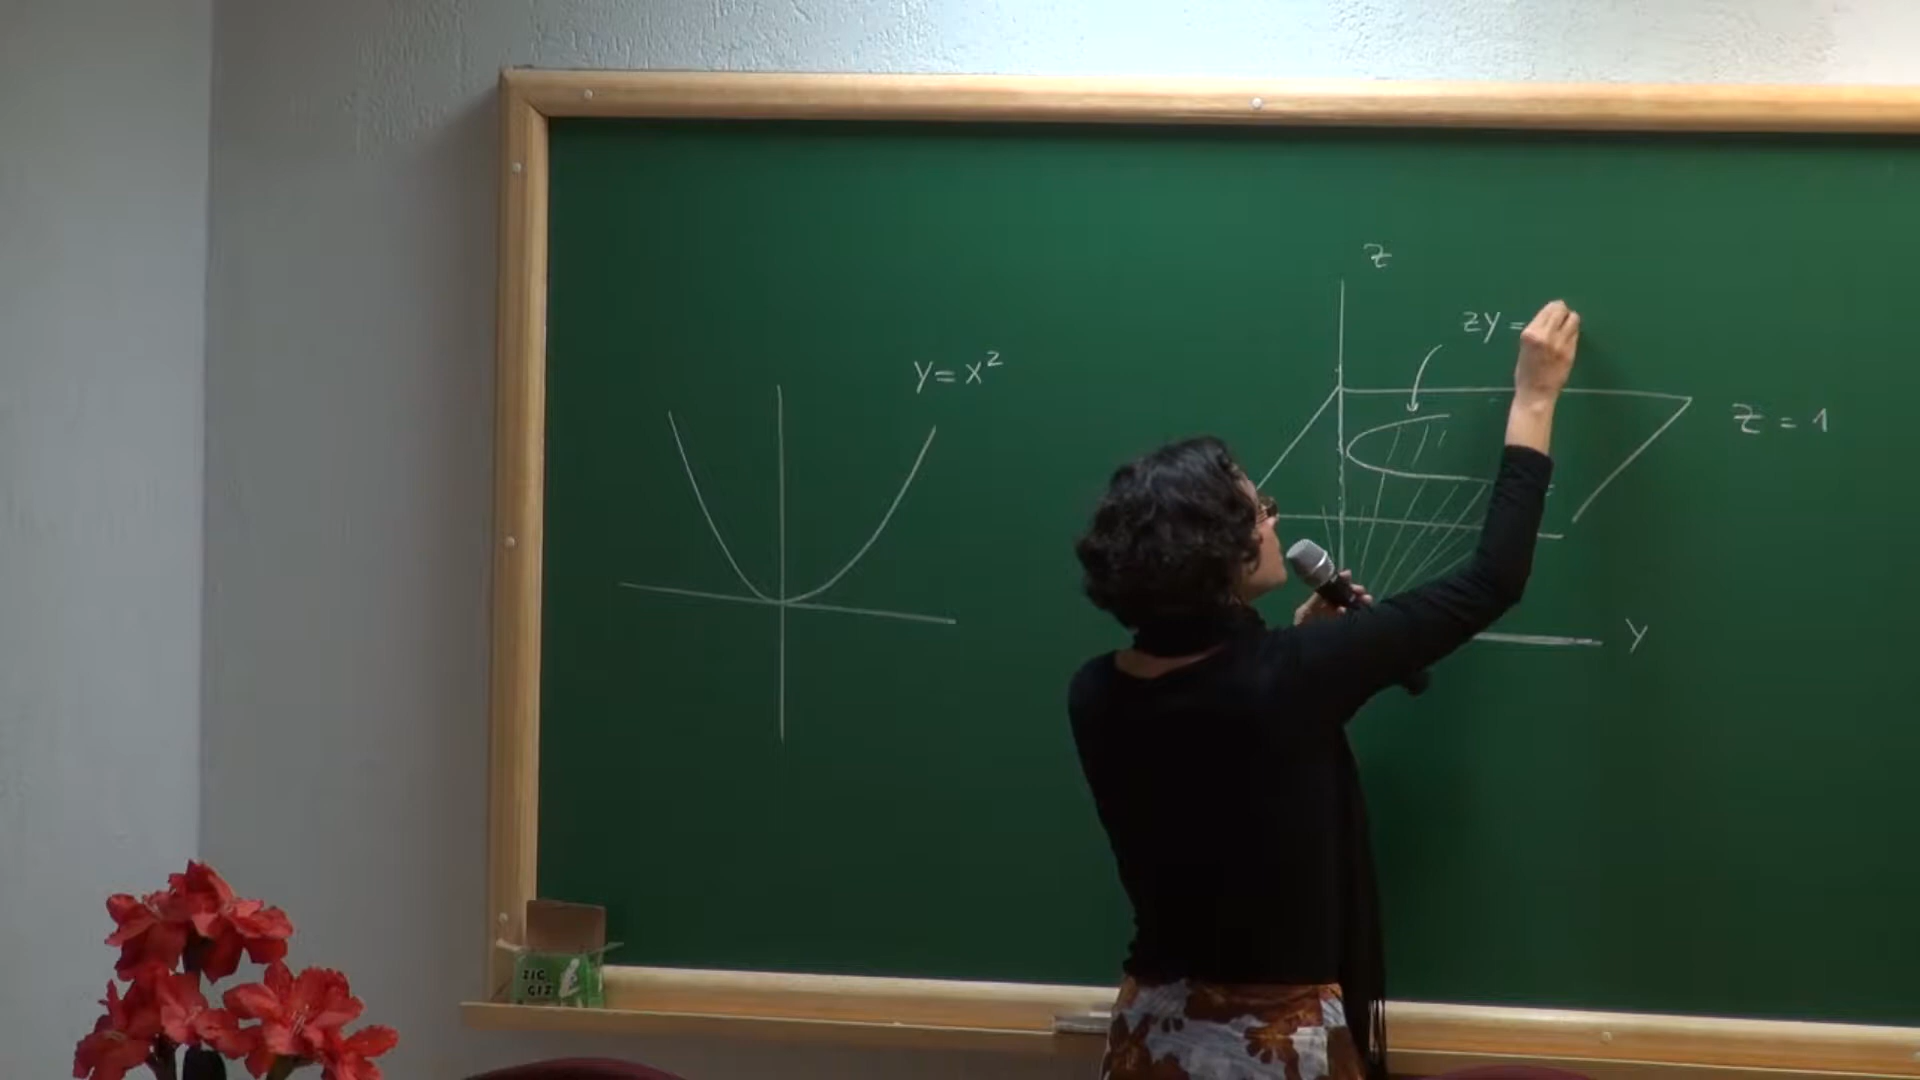 y = x²
z
zy =
z = 1
y
ZIG.
GIZ